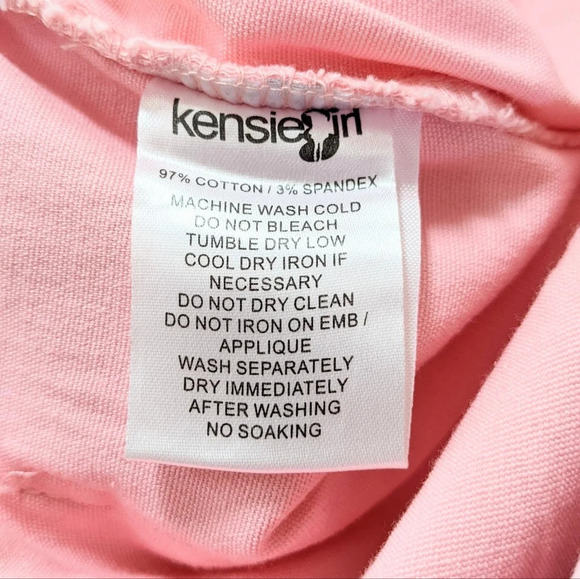 kensiegirl
97% COTTON / 3% SPANDEX
MACHINE WASH COLD
DO NOT BLEACH
TUMBLE DRY LOW
COOL DRY IRON IF
NECESSARY
DO NOT DRY CLEAN
DO NOT IRON ON EMB /
APPLIQUE
WASH SEPARATELY
DRY IMMEDIATELY
AFTER WASHING
NO SOAKING